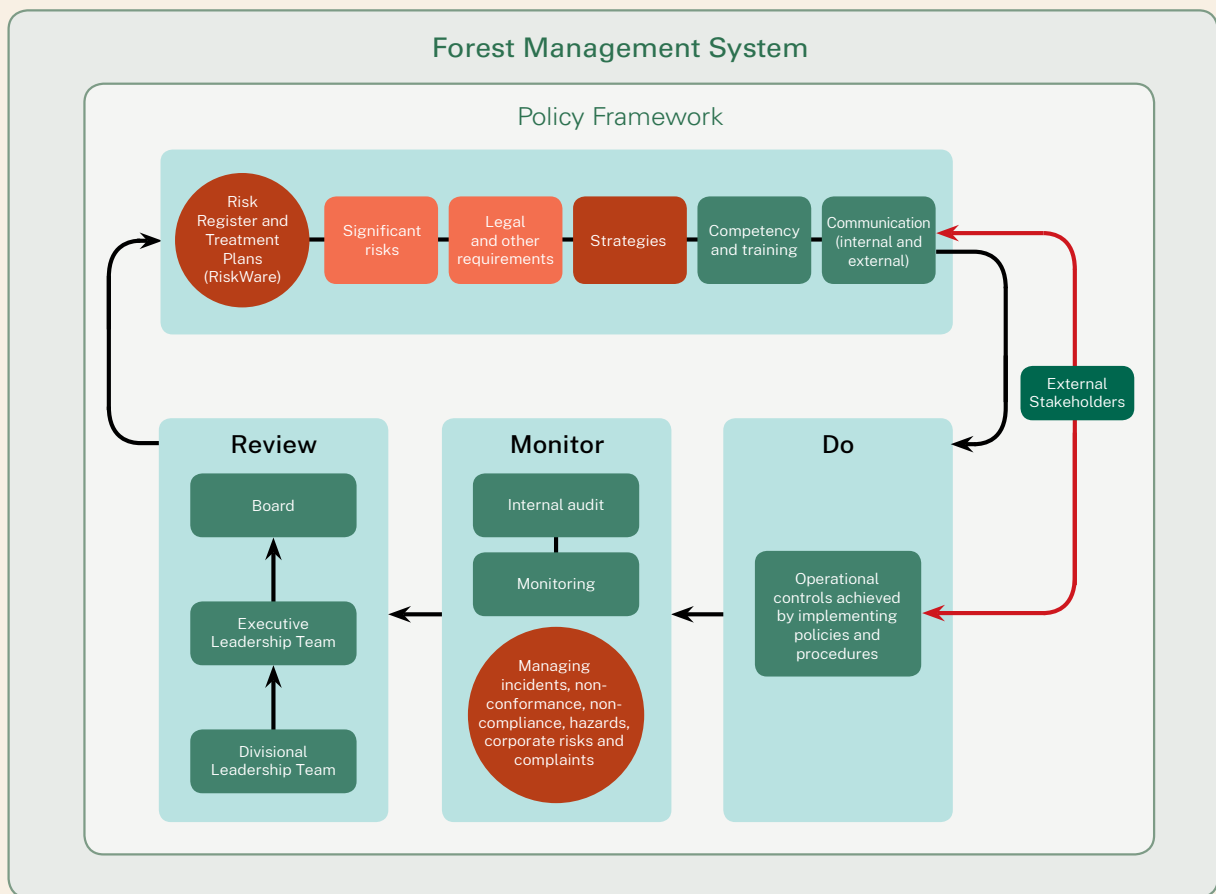 Forest Management System
Policy Framework
Risk
Register and
Treatment
Plans
(RiskWare)
Significant
risks
Legal
and other
requirements
Strategies
Competency
and training
Communication
(internal and
external)
External
Stakeholders
Review
Board
Executive
Leadership Team
Divisional
Leadership Team
Monitor
Internal audit
Monitoring
Managing
incidents, non-
conformance, non-
compliance, hazards,
corporate risks and
complaints
Do
Operational
controls achieved
by implementing
policies and
procedures